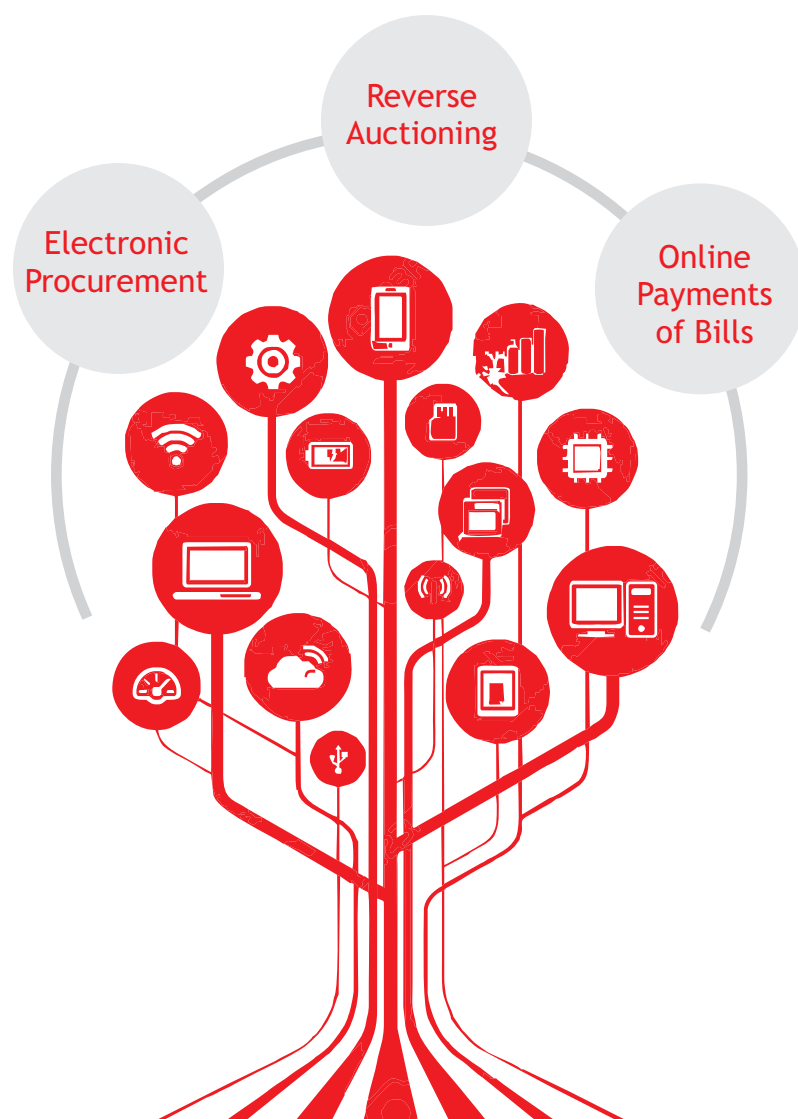 Reverse
Auctioning
Electronic
Procurement
Online
Payments
of Bills